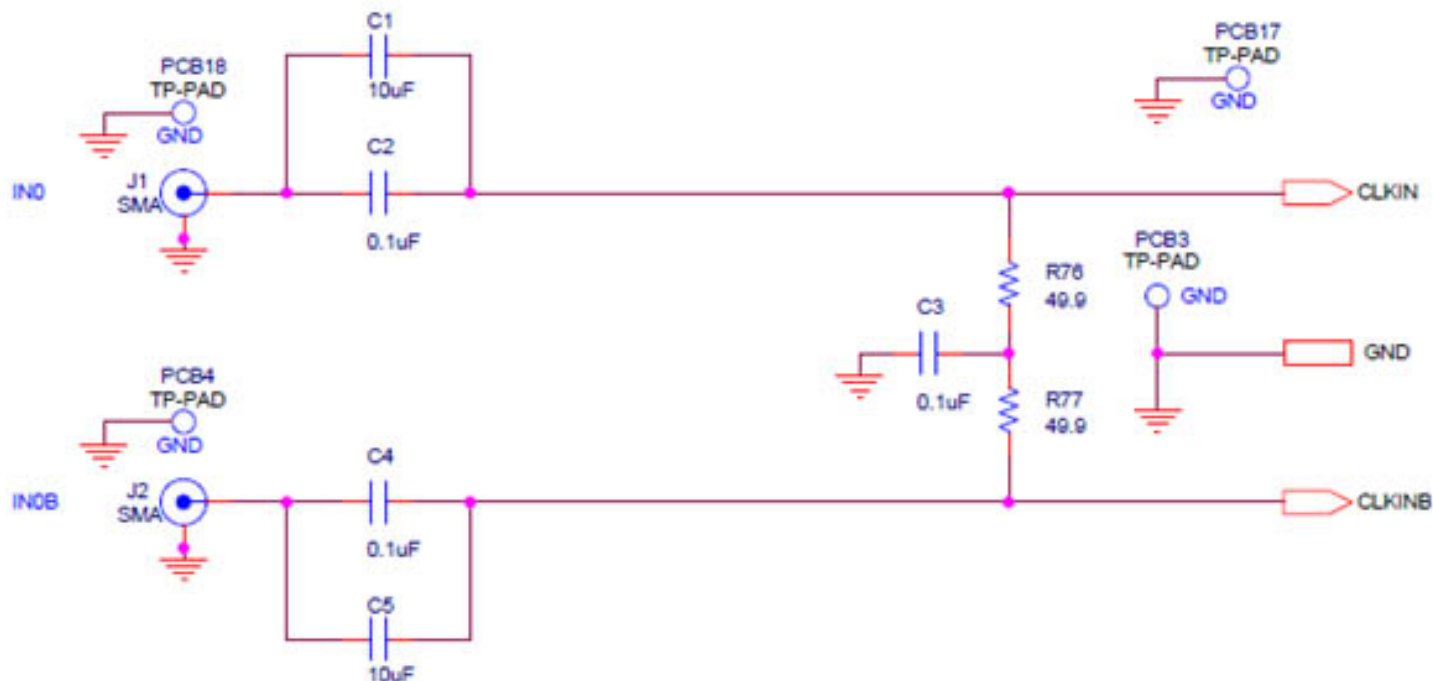 C1
10uF
PCB18
TP-PAD
GND
PCB17
TP-PAD
GND
C2
0.1uF
IN0
J1
SMA
CLKIN
PCB3
TP-PAD
GND
R76
49.9
C3
0.1uF
GND
R77
49.9
PCB4
TP-PAD
GND
C4
0.1uF
IN0B
J2
SMA
CLKINB
C5
10uF